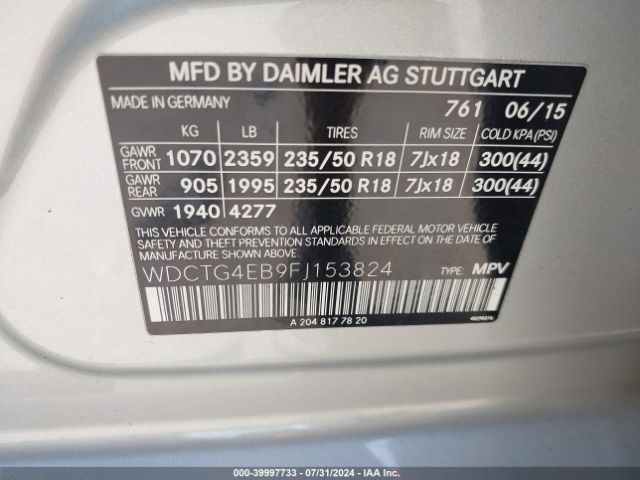 MFD BY DAIMLER AG STUTTGART
MADE IN GERMANY 761 06/15
KG LB TIRES RIM SIZE COLD KPA(PSI)
GAWR FRONT 1070 2359 235/50 R18 7Jx18 300(44)
GAWR REAR 905 1995 235/50 R18 7Jx18 300(44)
GVWR 1940 4277
THIS VEHICLE CONFORMS TO ALL APPLICABLE FEDERAL MOTOR VEHICLE
SAFETY AND THEFT PREVENTION STANDARDS IN EFFECT ON THE DATE OF
MANUFACTURE SHOWN ABOVE.
WDCTG4EB9FJ153824 TYPE: MPV
A 204 817 78 20
000-39997733 - 07/31/2024 - IAA Inc.